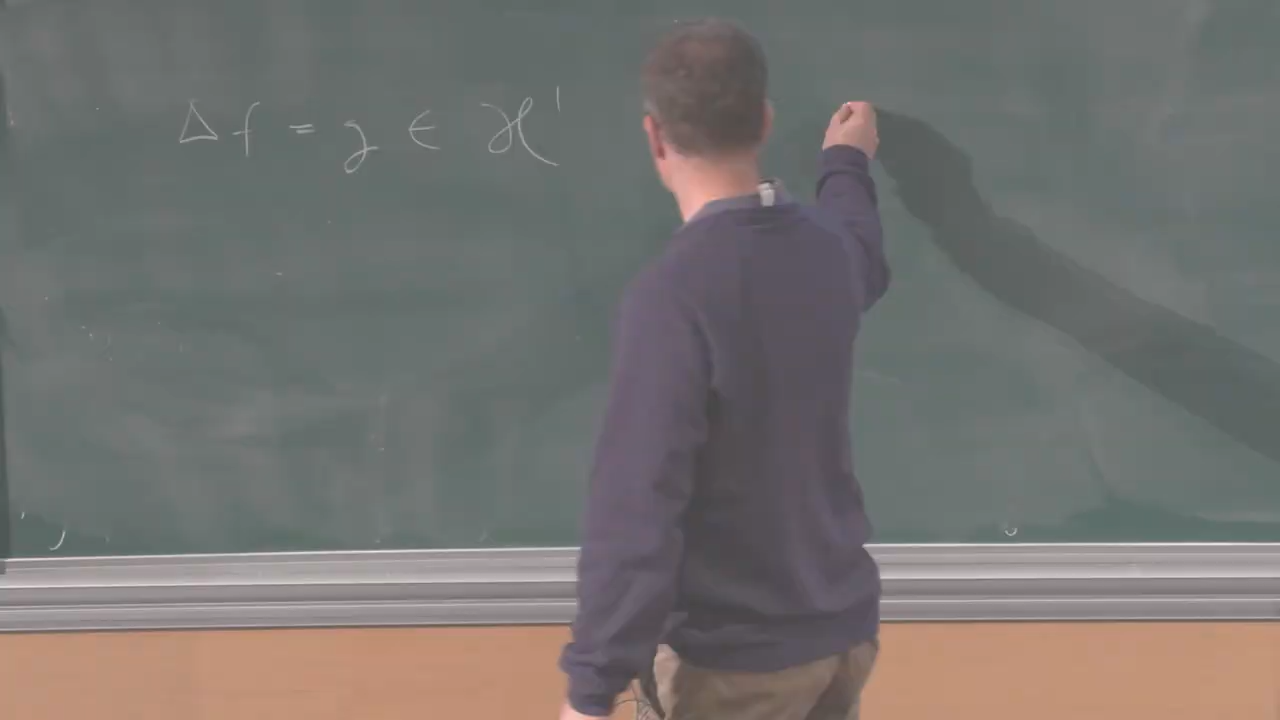 Δf = g ∈ ℋ¹